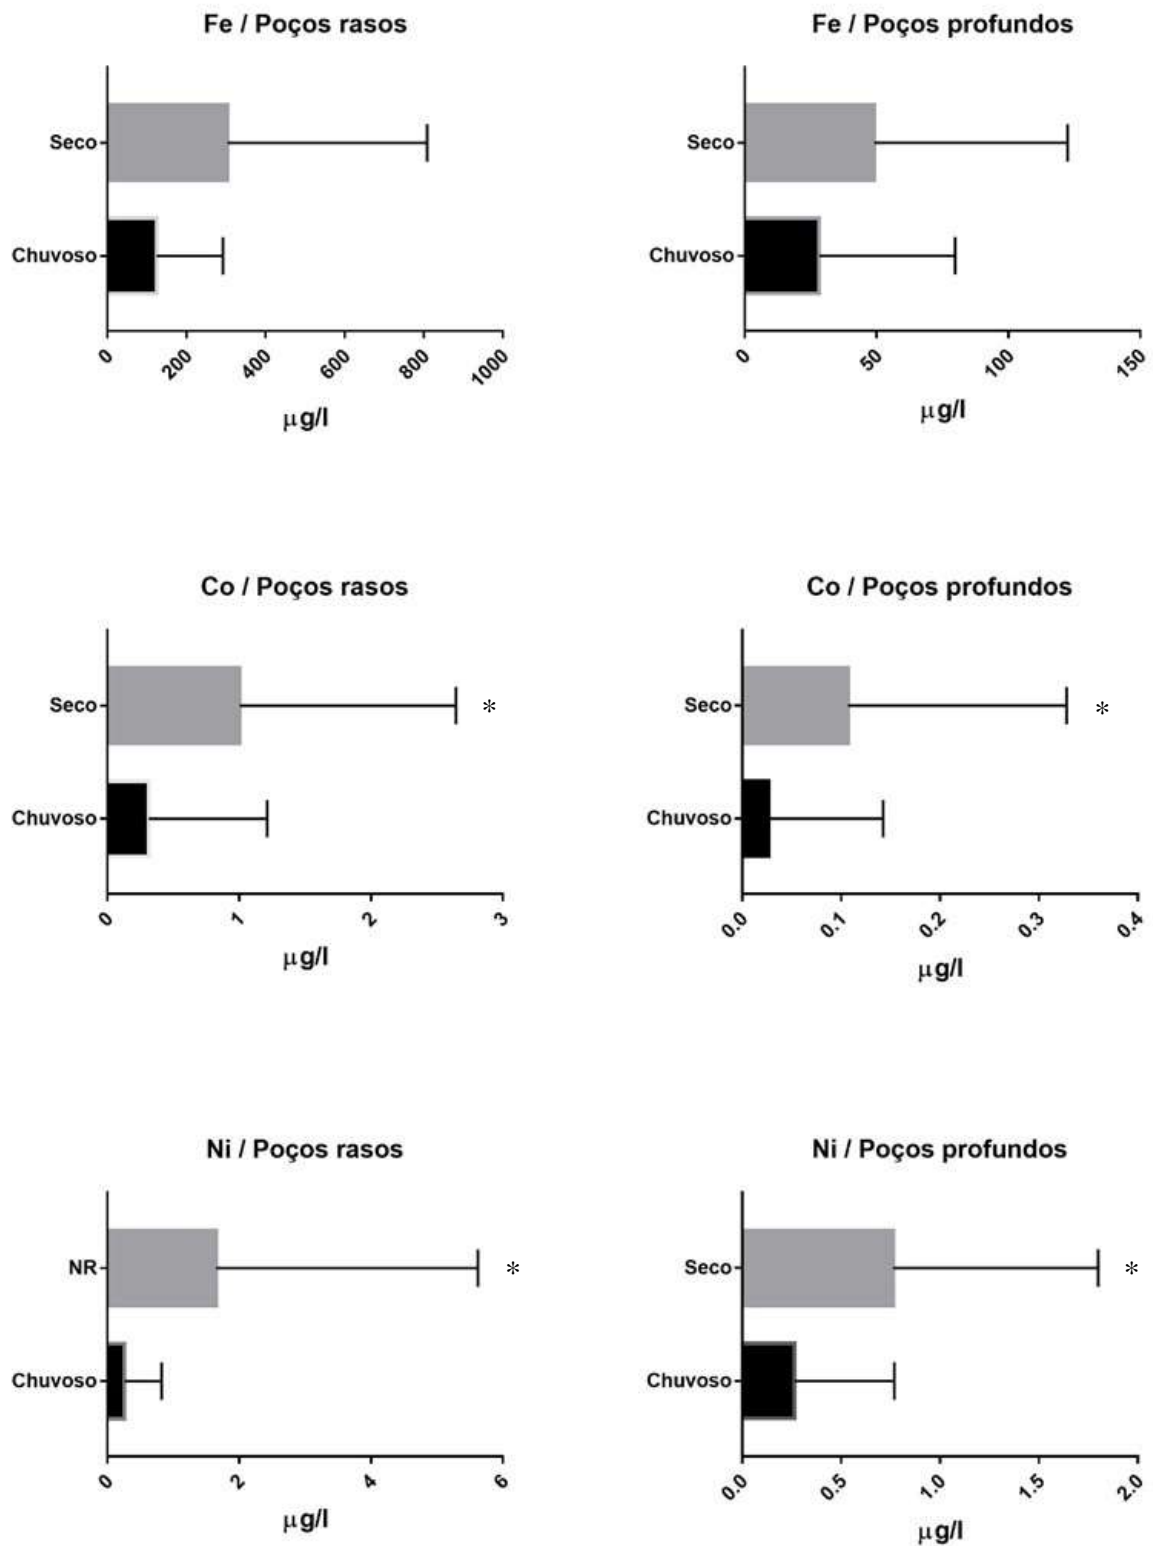 Fe / Poços rasos
Seco
Chuvoso
0 200 400 600 800 1000
μg/l
Fe / Poços profundos
Seco
Chuvoso
0 50 100 150
μg/l
Co / Poços rasos
Seco *
Chuvoso
0 1 2 3
μg/l
Co / Poços profundos
Seco *
Chuvoso
0.0 0.1 0.2 0.3 0.4
μg/l
Ni / Poços rasos
NR *
Chuvoso
0 2 4 6
μg/l
Ni / Poços profundos
Seco *
Chuvoso
0.0 0.5 1.0 1.5 2.0
μg/l